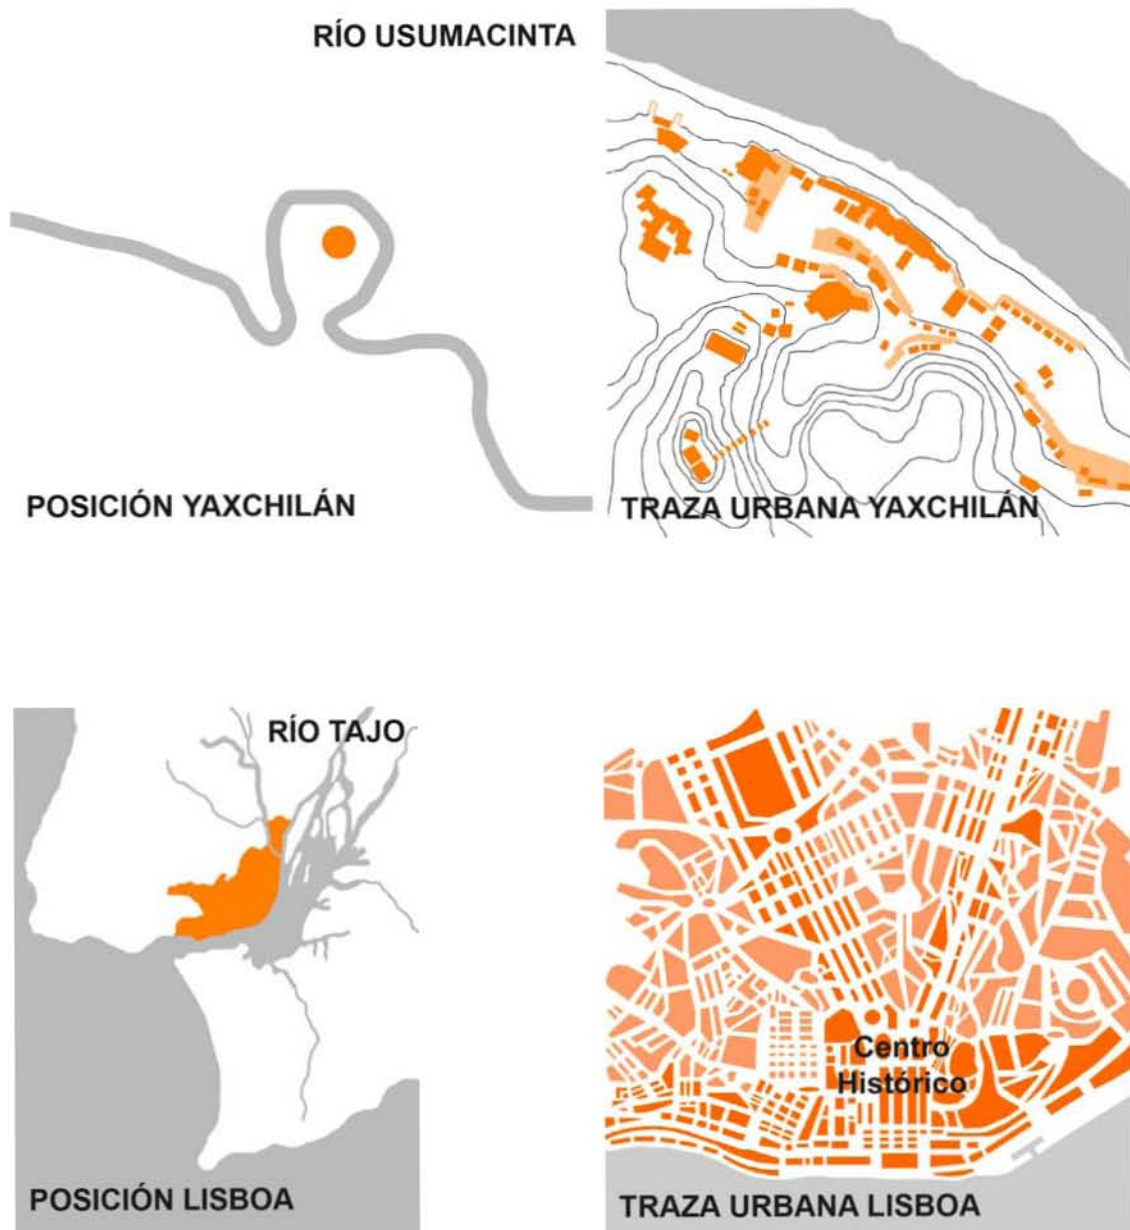 RÍO USUMACINTA
POSICIÓN YAXCHILÁN
TRAZA URBANA YAXCHILÁN
RÍO TAJO
POSICIÓN LISBOA
Centro
Histórico
TRAZA URBANA LISBOA